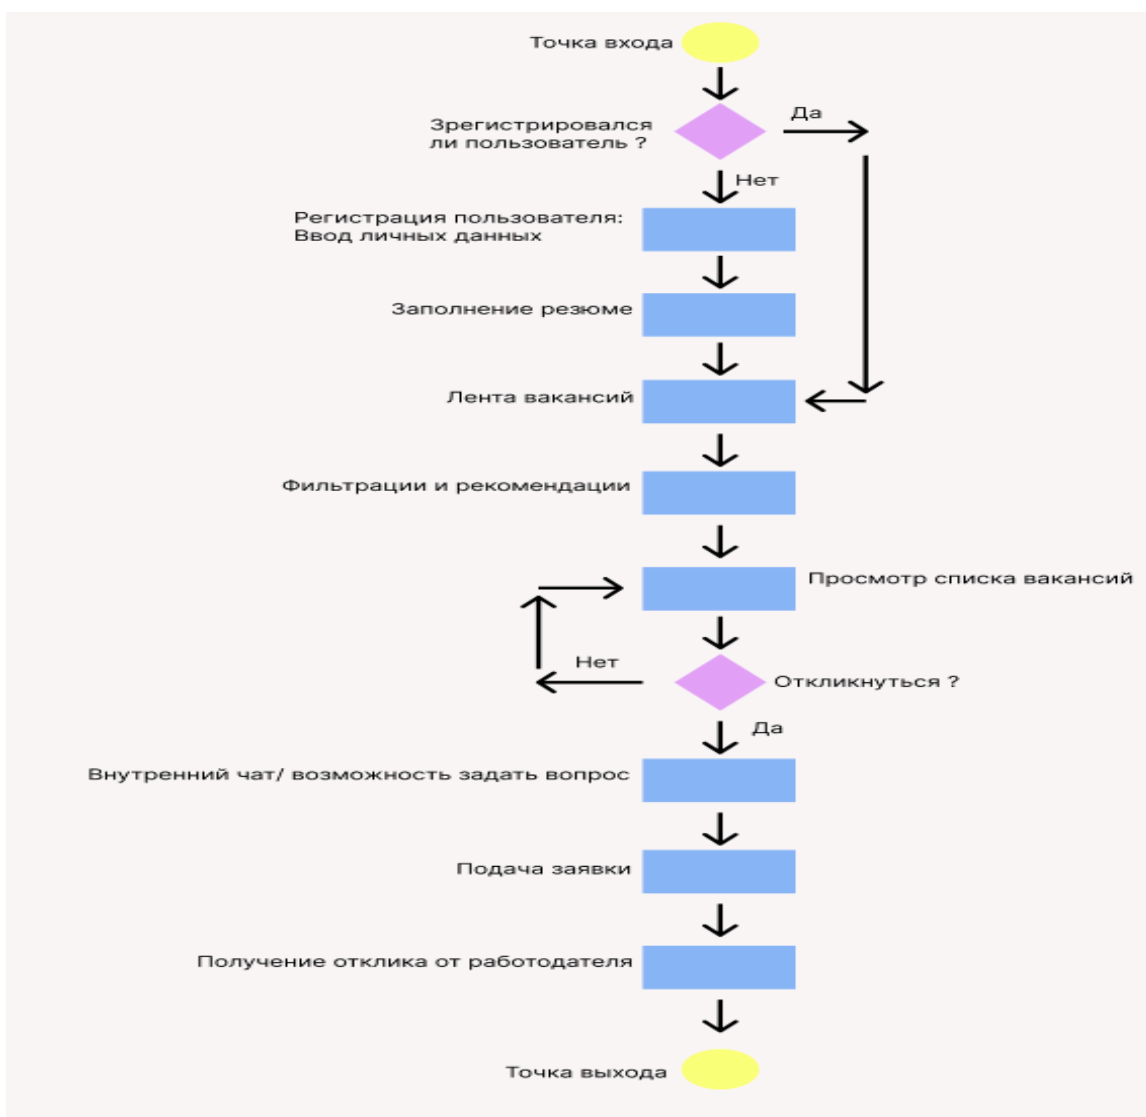 Точка входа
Да
Зрегистрировался
ли пользователь ?
Нет
Регистрация пользователя:
Ввод личных данных
Заполнение резюме
Лента вакансий
Фильтрации и рекомендации
Просмотр списка вакансий
Нет
Откликнуться ?
Да
Внутренний чат/ возможность задать вопрос
Подача заявки
Получение отклика от работодателя
Точка выхода